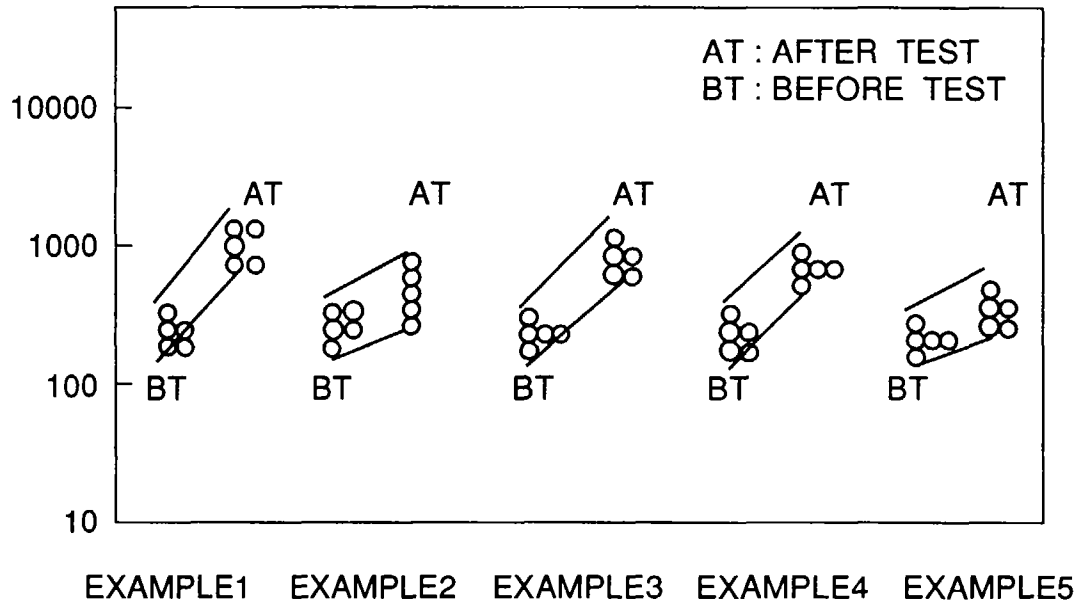 AT : AFTER TEST
BT : BEFORE TEST
10000
1000
100
10
AT
AT
AT
AT
AT
BT
BT
BT
BT
BT
EXAMPLE1 EXAMPLE2 EXAMPLE3 EXAMPLE4 EXAMPLE5